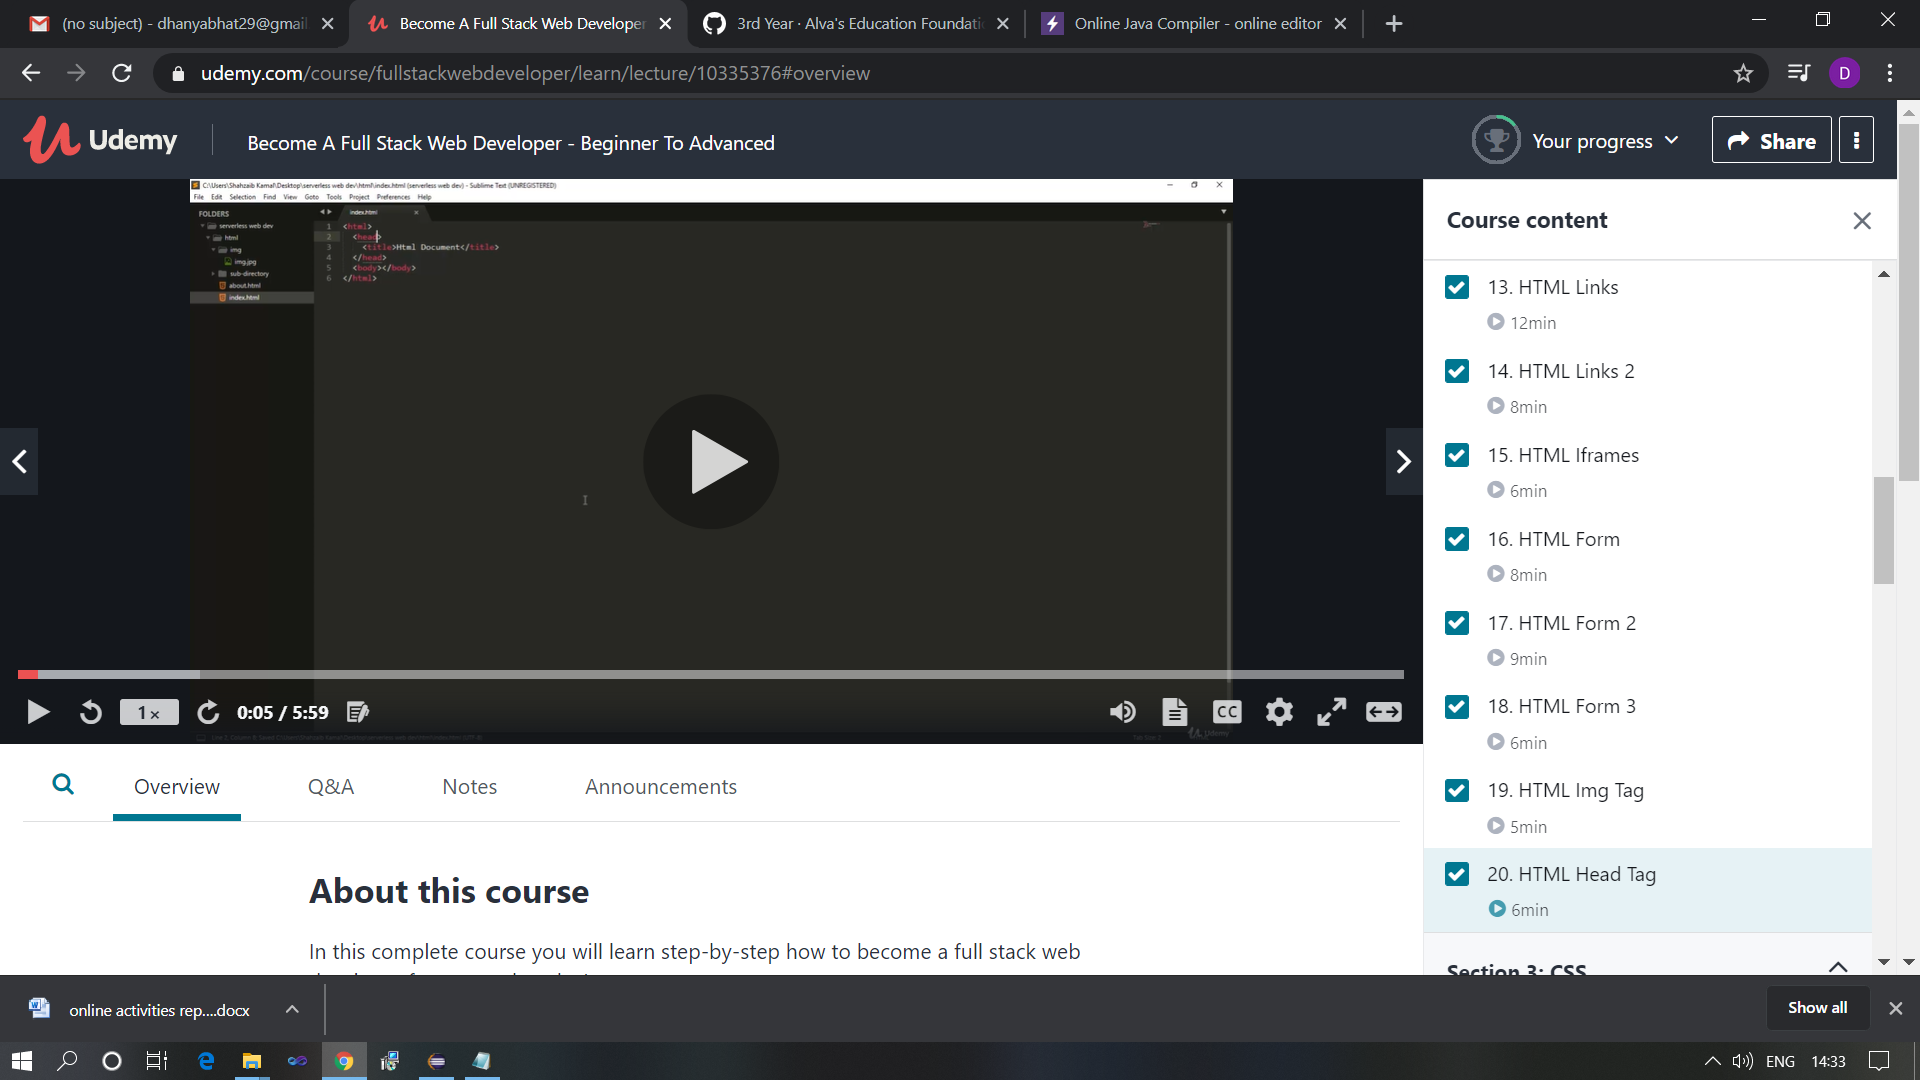 (no subject) - dhanyabhat29@gmail
Become A Full Stack Web Developer
3rd Year · Alva's Education Foundati
Online Java Compiler - online editor
udemy.com/course/fullstackwebdeveloper/learn/lecture/10335376#overview
D
Udemy
Become A Full Stack Web Developer - Beginner To Advanced
Your progress
Share
C:\Users\Shahzaib Kamal\Desktop\serverless web dev\html\index.html (serverless web dev) - Sublime Text (UNREGISTERED)
File Edit Selection Find View Goto Tools Project Preferences Help
FOLDERS
serverless web dev
html
img
img.jpg
sub-directory
about.html
index.html
index.html
1 <html>
2 <head>
3 <title>Html Document</title>
4 </head>
5 <body></body>
6 </html>
1x
0:05 / 5:59
CC
Udemy
Course content
13. HTML Links
12min
14. HTML Links 2
8min
15. HTML Iframes
6min
16. HTML Form
8min
17. HTML Form 2
9min
18. HTML Form 3
6min
19. HTML Img Tag
5min
20. HTML Head Tag
6min
Section 3: CSS
Overview
Q&A
Notes
Announcements
About this course
In this complete course you will learn step-by-step how to become a full stack web
online activities rep....docx
Show all
ENG
14:33